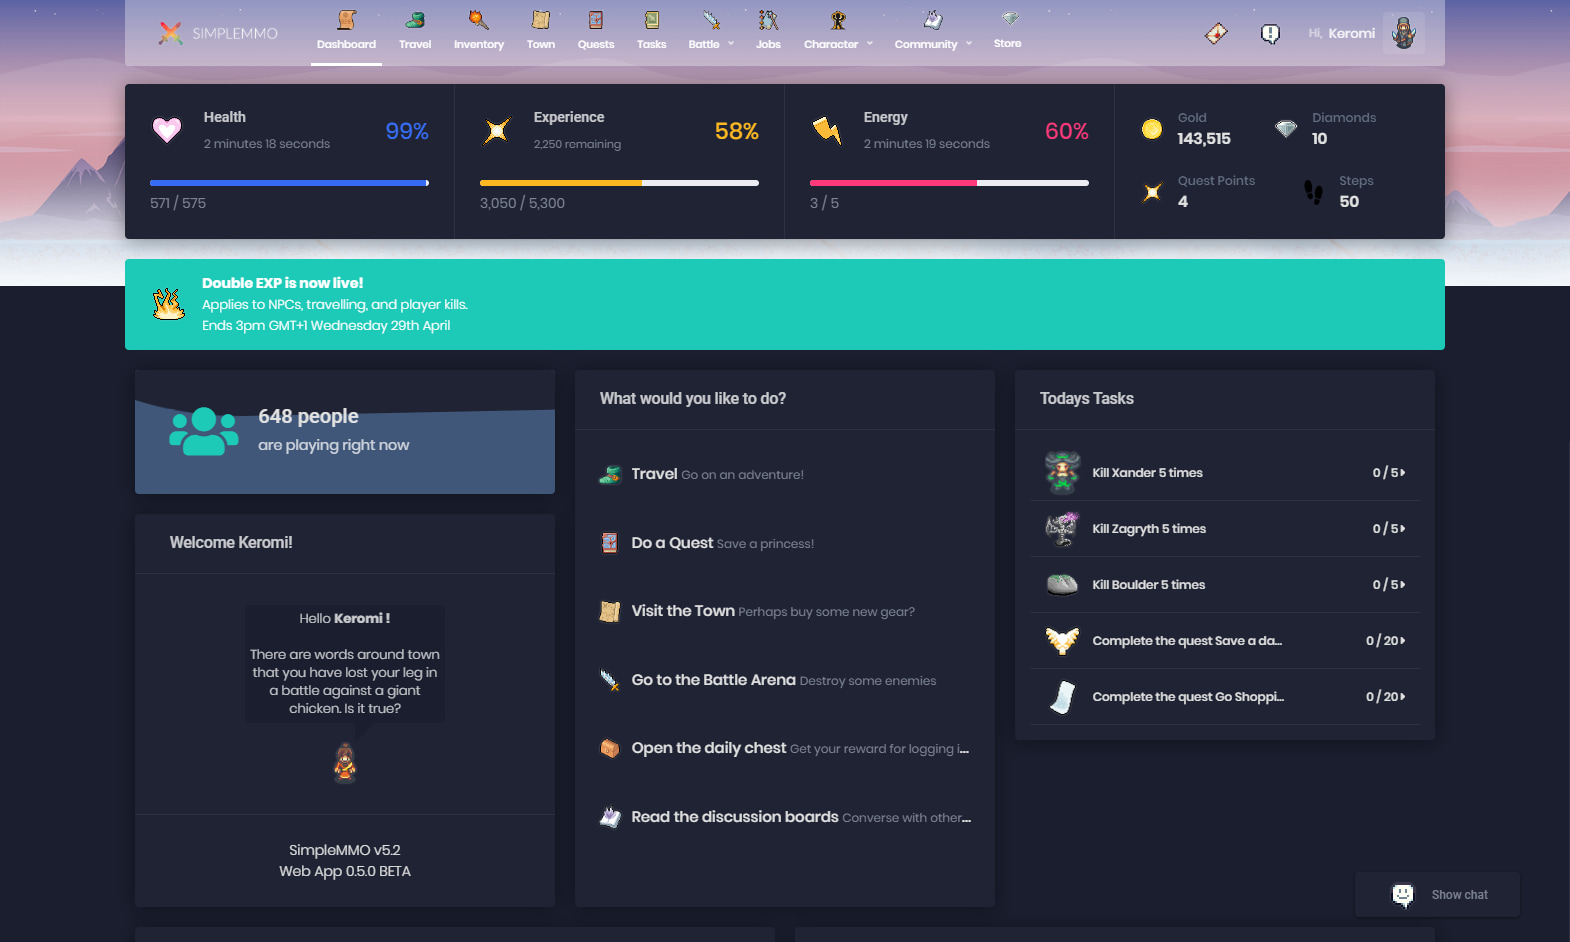 SIMPLEMMO
Dashboard
Travel
Inventory
Town
Quests
Tasks
Battle
Jobs
Character
Community
Store
Hi, Keromi
Health
2 minutes 18 seconds
99%
571 / 575
Experience
2,250 remaining
58%
3,050 / 5,300
Energy
2 minutes 19 seconds
60%
3 / 5
Gold
143,515
Diamonds
10
Quest Points
4
Steps
50
Double EXP is now live!
Applies to NPCs, travelling, and player kills.
Ends 3pm GMT+1 Wednesday 29th April
648 people
are playing right now
Welcome Keromi!
Hello Keromi !
There are words around town
that you have lost your leg in
a battle against a giant
chicken. Is it true?
SimpleMMO v5.2
Web App 0.5.0 BETA
What would you like to do?
Travel Go on an adventure!
Do a Quest Save a princess!
Visit the Town Perhaps buy some new gear?
Go to the Battle Arena Destroy some enemies
Open the daily chest Get your reward for logging i...
Read the discussion boards Converse with other...
Todays Tasks
Kill Xander 5 times 0 / 5
Kill Zagryth 5 times 0 / 5
Kill Boulder 5 times 0 / 5
Complete the quest Save a da... 0 / 20
Complete the quest Go Shoppi... 0 / 20
Show chat